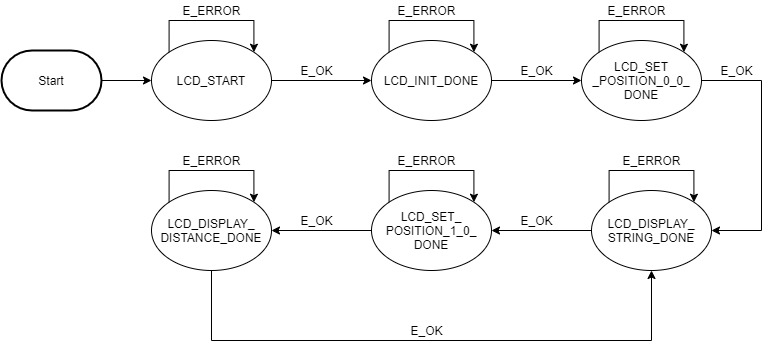 E_ERROR
E_ERROR
E_ERROR
Start
LCD_START
E_OK
LCD_INIT_DONE
E_OK
LCD_SET
_POSITION_0_0_
DONE
E_OK
E_ERROR
E_ERROR
E_ERROR
LCD_DISPLAY_
DISTANCE_DONE
E_OK
LCD_SET_
POSITION_1_0_
DONE
E_OK
LCD_DISPLAY_
STRING_DONE
E_OK